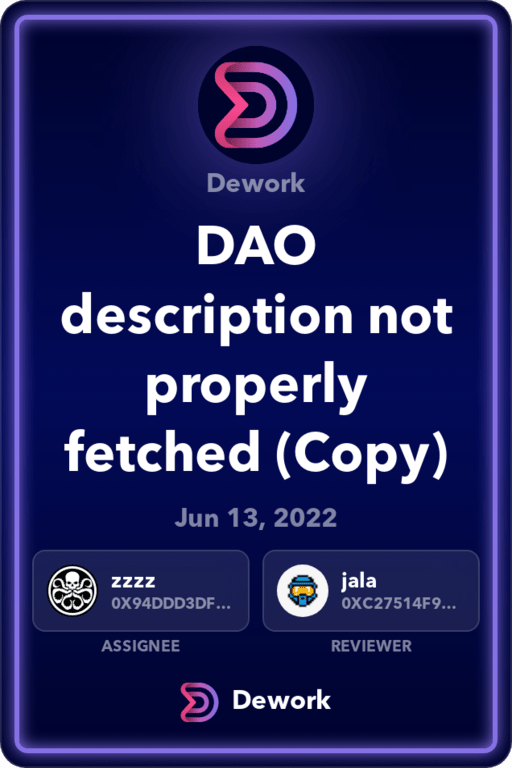 Dework
DAO
description not
properly
fetched (Copy)
Jun 13, 2022
zzzz
0X94DDD3DF...
jala
0XC27514F9...
ASSIGNEE
REVIEWER
Dework